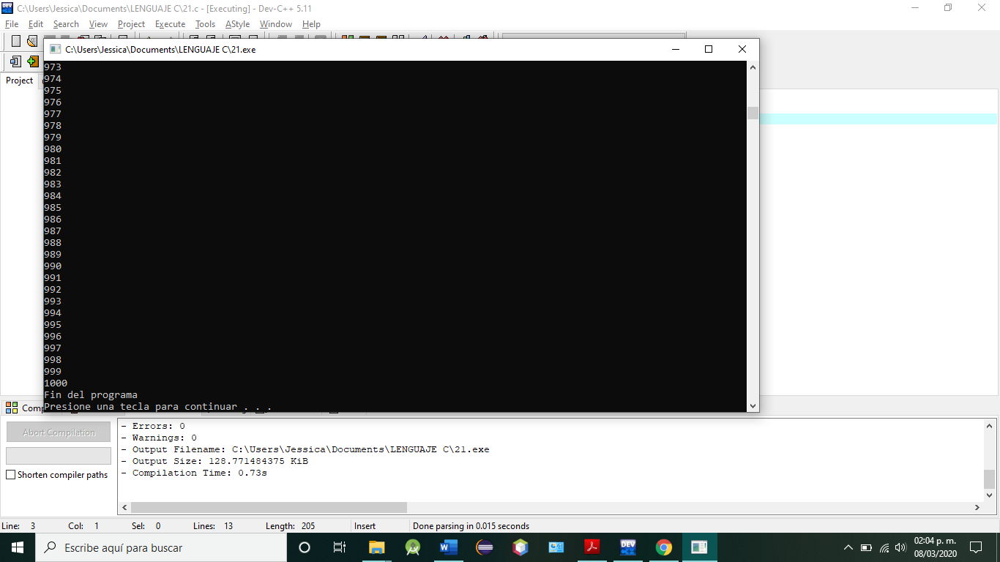 C:\Users\Jessica\Documents\LENGUAJE C\21.c - [Executing] - Dev-C++ 5.11
File Edit Search View Project Execute Tools AStyle Window Help
C:\Users\Jessica\Documents\LENGUAJE C\21.exe
Project
973
974
975
976
977
978
979
980
981
982
983
984
985
986
987
988
989
990
991
992
993
994
995
996
997
998
999
1000
Fin del programa
Presione una tecla para continuar . . .
Abort Compilation
Shorten compiler paths
- Errors: 0
- Warnings: 0
- Output Filename: C:\Users\Jessica\Documents\LENGUAJE C\21.exe
- Output Size: 128.771484375 KiB
- Compilation Time: 0.73s
Line: 3 Col: 1 Sel: 0 Lines: 13 Length: 205 Insert Done parsing in 0.015 seconds
Escribe aquí para buscar
DEV
02:04 p. m.
08/03/2020